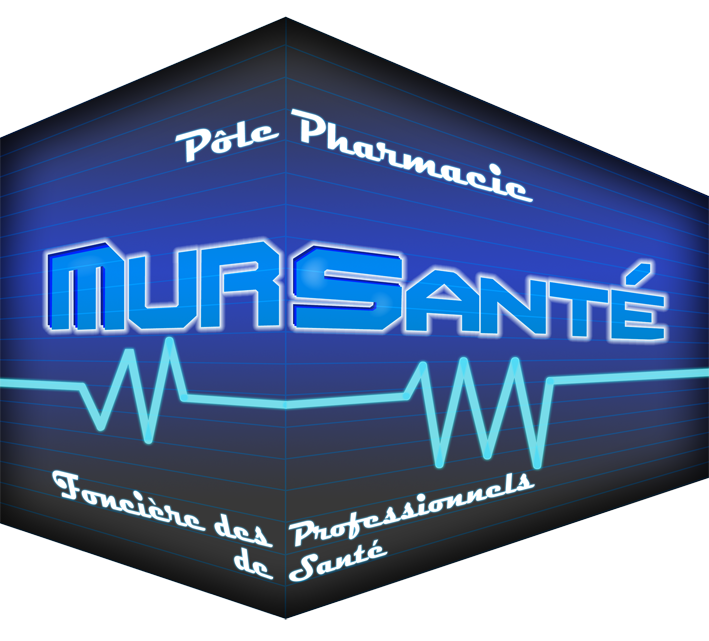 Pôle Pharmacie
MURSANTÉ
Foncière des Professionnels
de Santé